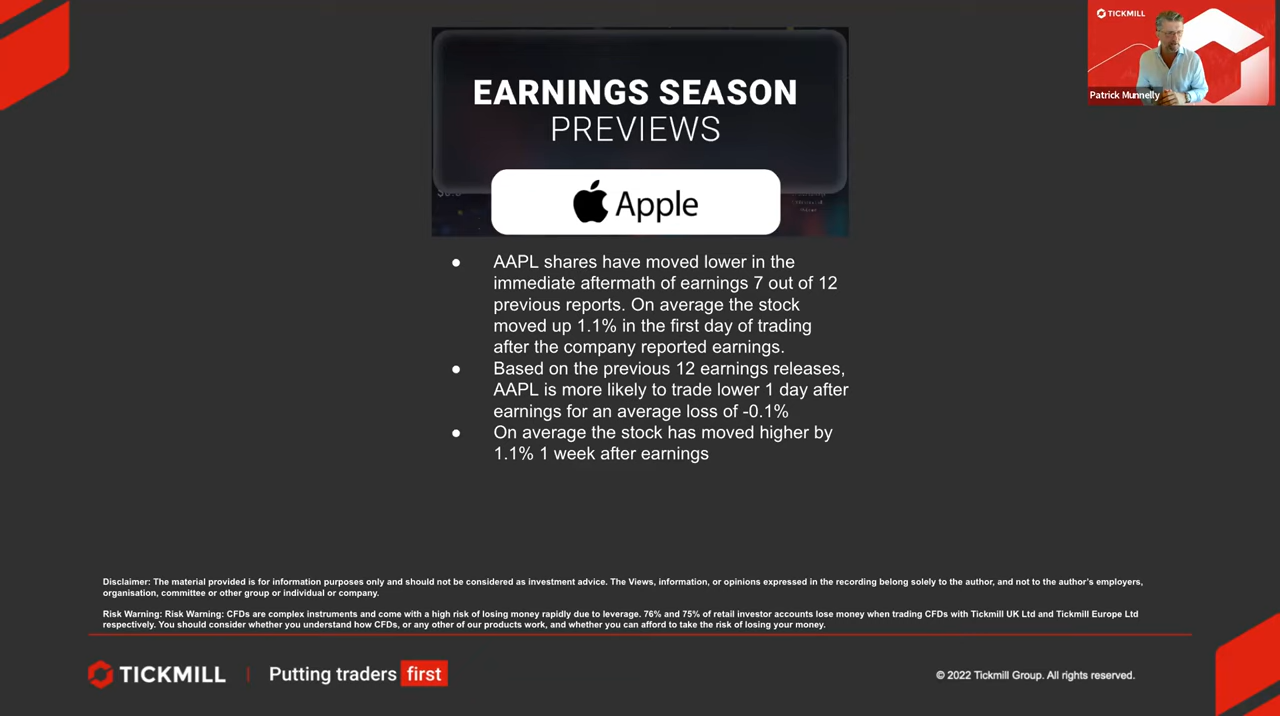 TICKMILL
Patrick Munnelly
EARNINGS SEASON
PREVIEWS
Apple
● AAPL shares have moved lower in the
immediate aftermath of earnings 7 out of 12
previous reports. On average the stock
moved up 1.1% in the first day of trading
after the company reported earnings.
● Based on the previous 12 earnings releases,
AAPL is more likely to trade lower 1 day after
earnings for an average loss of -0.1%
● On average the stock has moved higher by
1.1% 1 week after earnings
Disclaimer: The material provided is for information purposes only and should not be considered as investment advice. The Views, information, or opinions expressed in the recording belong solely to the author, and not to the author's employers,
organisation, committee or other group or individual or company.
Risk Warning: Risk Warning: CFDs are complex instruments and come with a high risk of losing money rapidly due to leverage. 76% and 75% of retail investor accounts lose money when trading CFDs with Tickmill UK Ltd and Tickmill Europe Ltd
respectively. You should consider whether you understand how CFDs, or any other of our products work, and whether you can afford to take the risk of losing your money.
TICKMILL | Putting traders first
© 2022 Tickmill Group. All rights reserved.